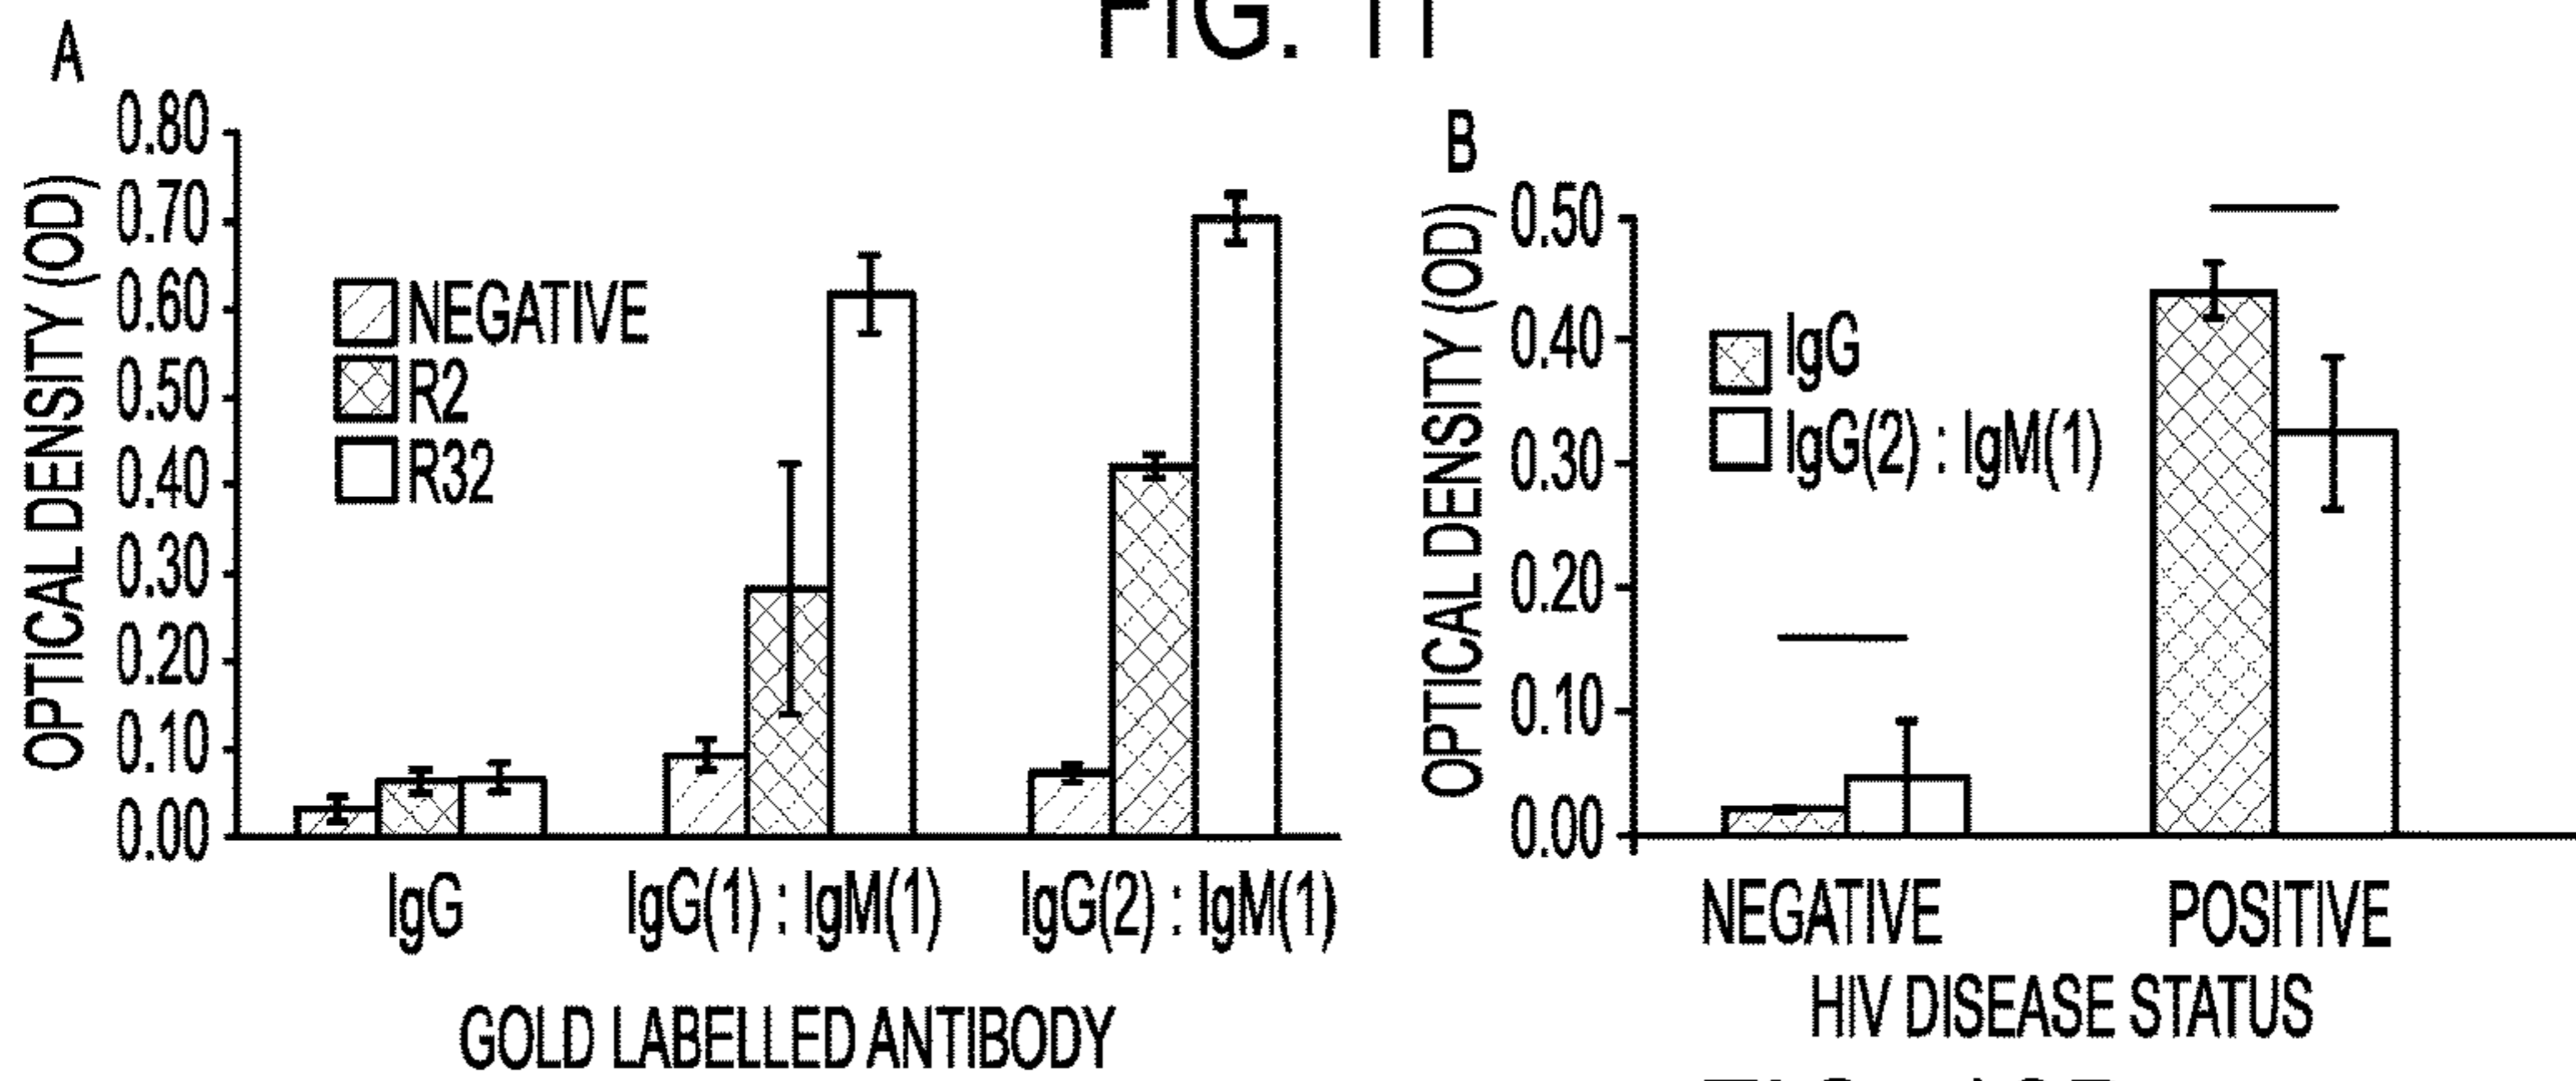 FIG. 11
A
0.80
0.70
0.60
0.50
0.40
0.30
0.20
0.10
0.00
OPTICAL DENSITY (OD)
NEGATIVE
R2
R32
IgG
IgG(1) : IgM(1)
IgG(2) : IgM(1)
GOLD LABELLED ANTIBODY
B
0.50
0.40
0.30
0.20
0.10
0.00
OPTICAL DENSITY (OD)
IgG
IgG(2) : IgM(1)
NEGATIVE
POSITIVE
HIV DISEASE STATUS